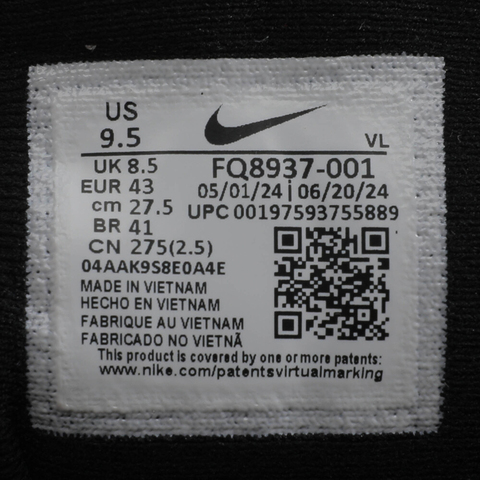 US
9.5
VL
UK 8.5
EUR 43
cm 27.5
BR 41
CN 275(2.5)
FQ8937-001
05/01/24 | 06/20/24
UPC 00197593755889
04AAK9S8E0A4E
MADE IN VIETNAM
HECHO EN VIETNAM
FABRIQUE AU VIETNAM
FABRICADO NO VIETNÃ
This product is covered by one or more patents:
www.nike.com/patentsvirtualmarking